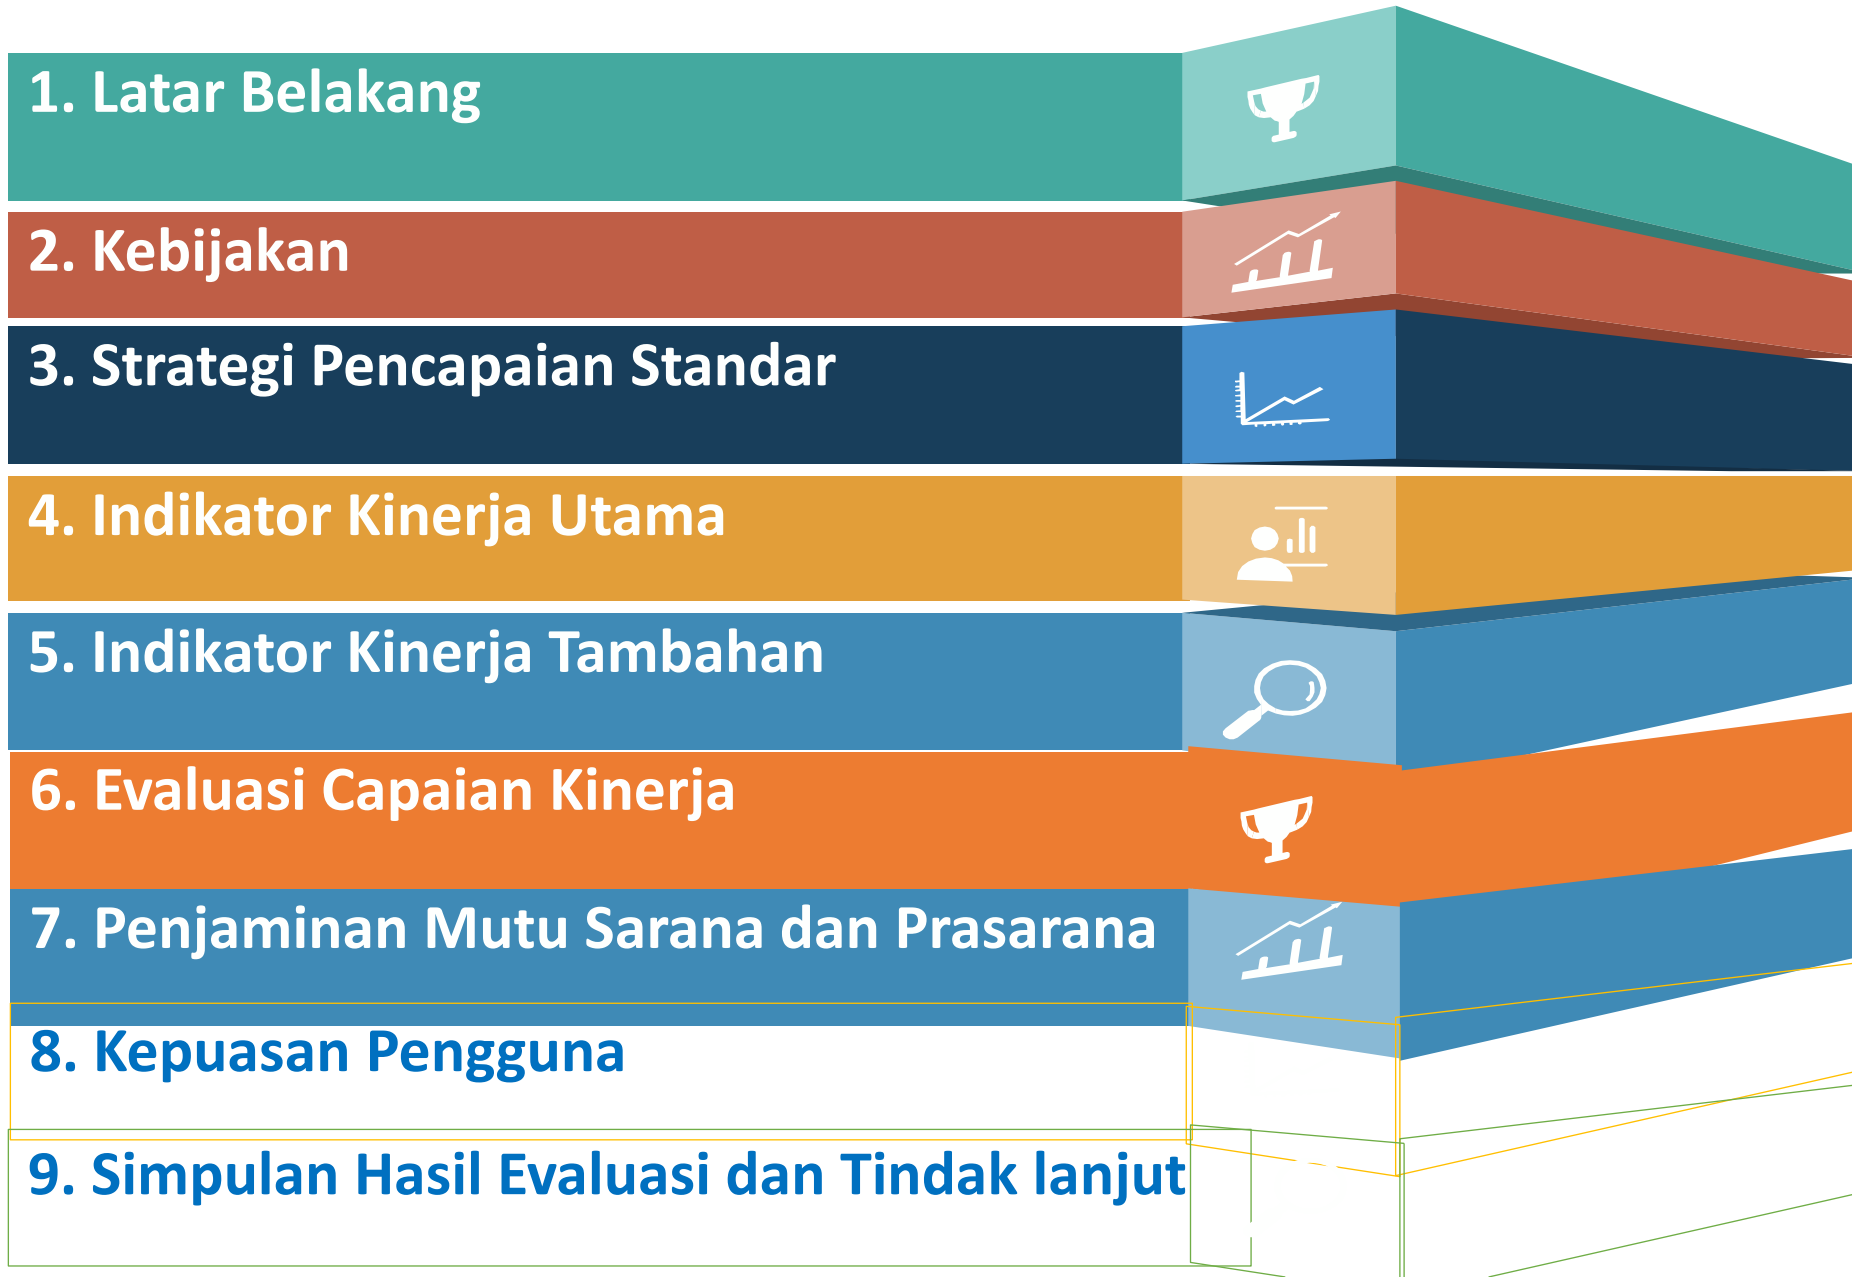 1. Latar Belakang
2. Kebijakan
3. Strategi Pencapaian Standar
4. Indikator Kinerja Utama
5. Indikator Kinerja Tambahan
6. Evaluasi Capaian Kinerja
7. Penjaminan Mutu Sarana dan Prasarana
8. Kepuasan Pengguna
9. Simpulan Hasil Evaluasi dan Tindak lanjut